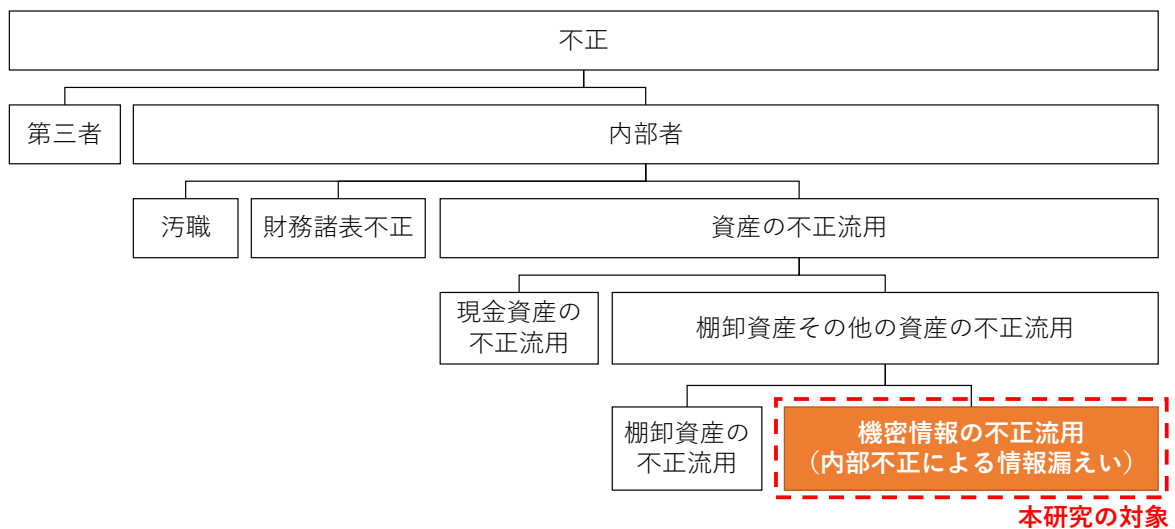 不正
第三者
内部者
汚職
財務諸表不正
資産の不正流用
現金資産の
不正流用
棚卸資産その他の資産の不正流用
棚卸資産の
不正流用
機密情報の不正流用
（内部不正による情報漏えい）
本研究の対象